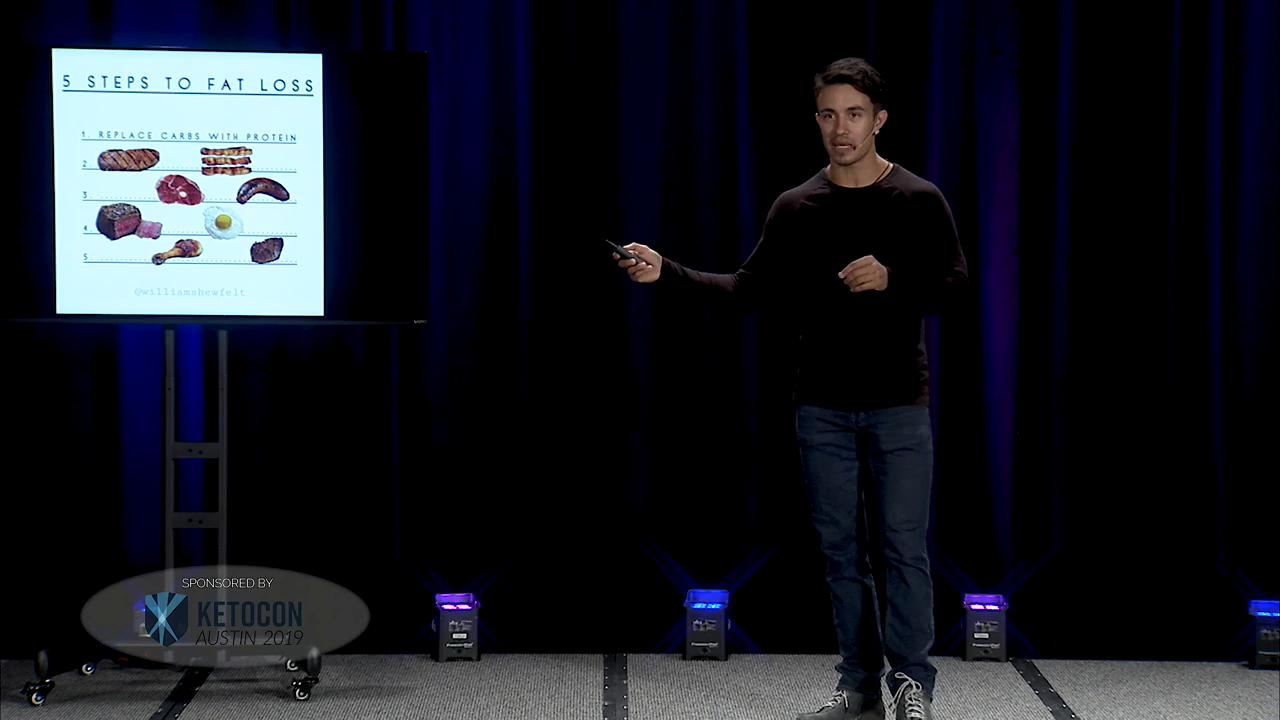 5 STEPS TO FAT LOSS
1. REPLACE CARBS WITH PROTEIN
2.
3.
4.
5.
@williamshewfelt
SPONSORED BY
KETOCON
AUSTIN 2019